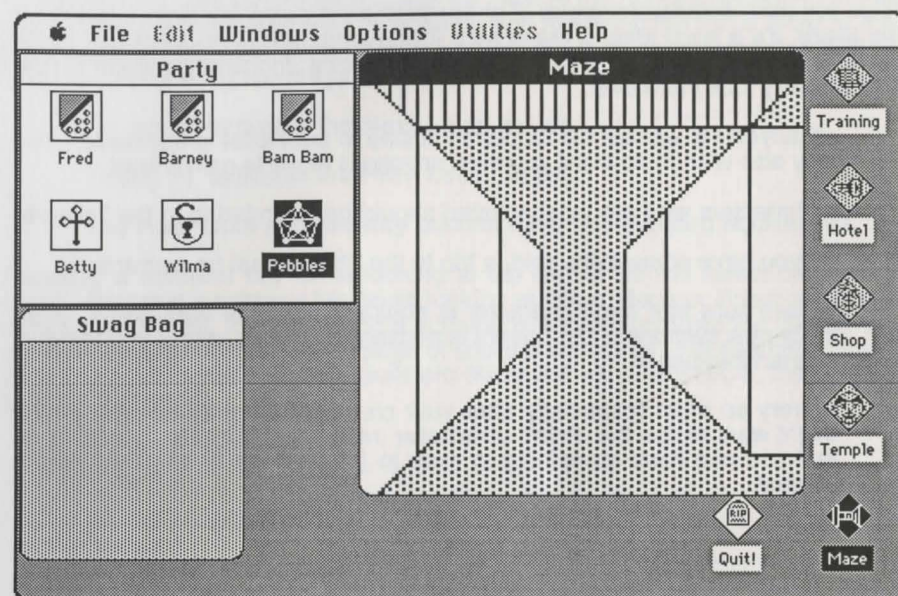 File Edit Windows Options Utilities Help
Party
Fred Barney Bam Bam
Betty Wilma Pebbles
Swag Bag
Maze
Training
Hotel
Shop
Temple
RIP
Quit!
Maze